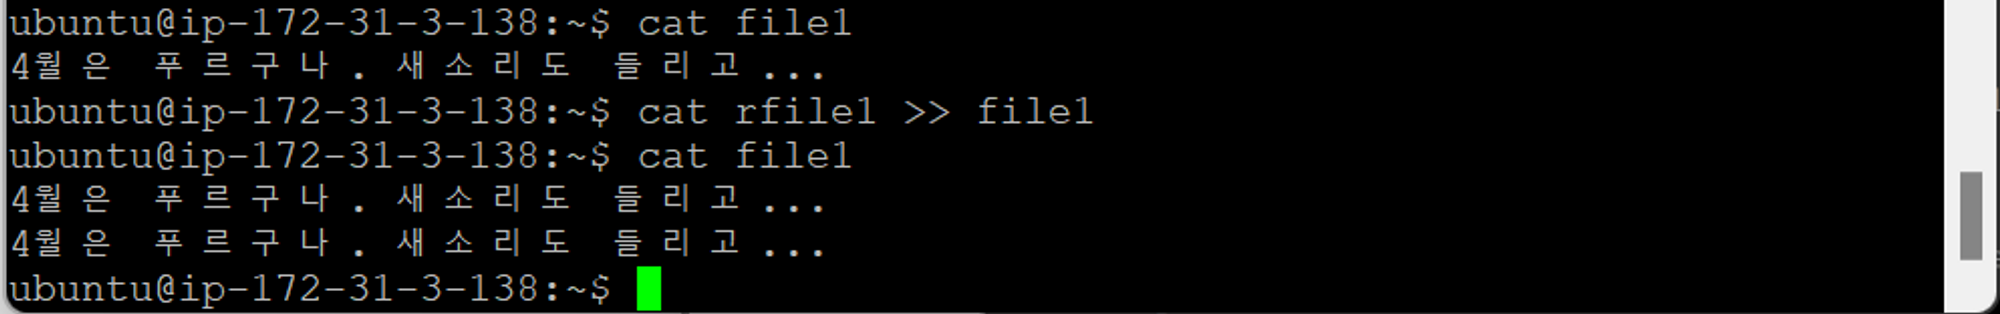 ubuntu@ip-172-31-3-138:~$ cat file1
4월은 푸르구나. 새소리도 들리고...
ubuntu@ip-172-31-3-138:~$ cat rfile1 >> file1
ubuntu@ip-172-31-3-138:~$ cat file1
4월은 푸르구나. 새소리도 들리고...
4월은 푸르구나. 새소리도 들리고...
ubuntu@ip-172-31-3-138:~$